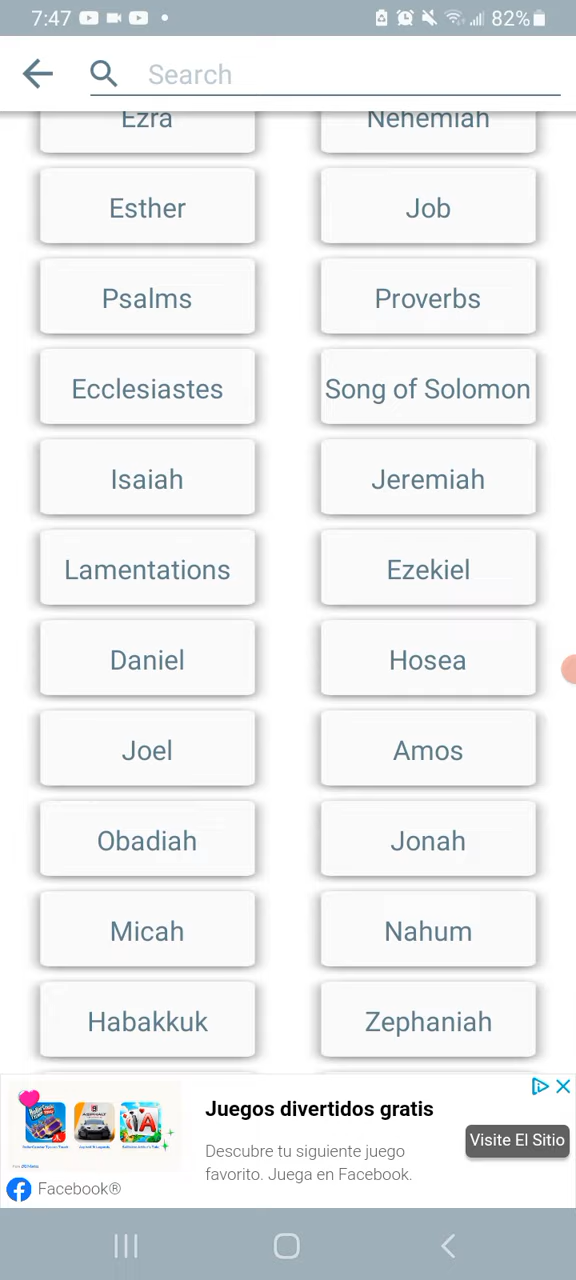 7:47 82%
Search
Ezra Nehemiah
Esther Job
Psalms Proverbs
Ecclesiastes Song of Solomon
Isaiah Jeremiah
Lamentations Ezekiel
Daniel Hosea
Joel Amos
Obadiah Jonah
Micah Nahum
Habakkuk Zephaniah
Juegos divertidos gratis
Descubre tu siguiente juego
favorito. Juega en Facebook.
Visite El Sitio
Facebook®